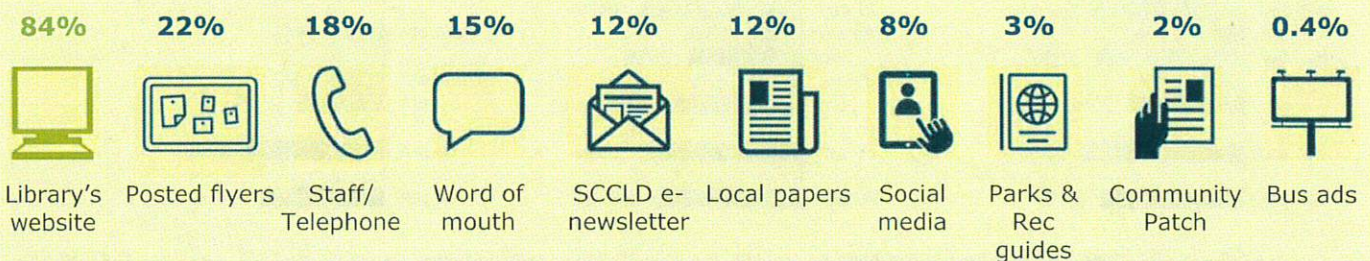 84% 22% 18% 15% 12% 12% 8% 3% 2% 0.4%
Library's website
Posted flyers
Staff/
Telephone
Word of
mouth
SCCLD e-
newsletter
Local papers
Social
media
Parks &
Rec
guides
Community
Patch
Bus ads